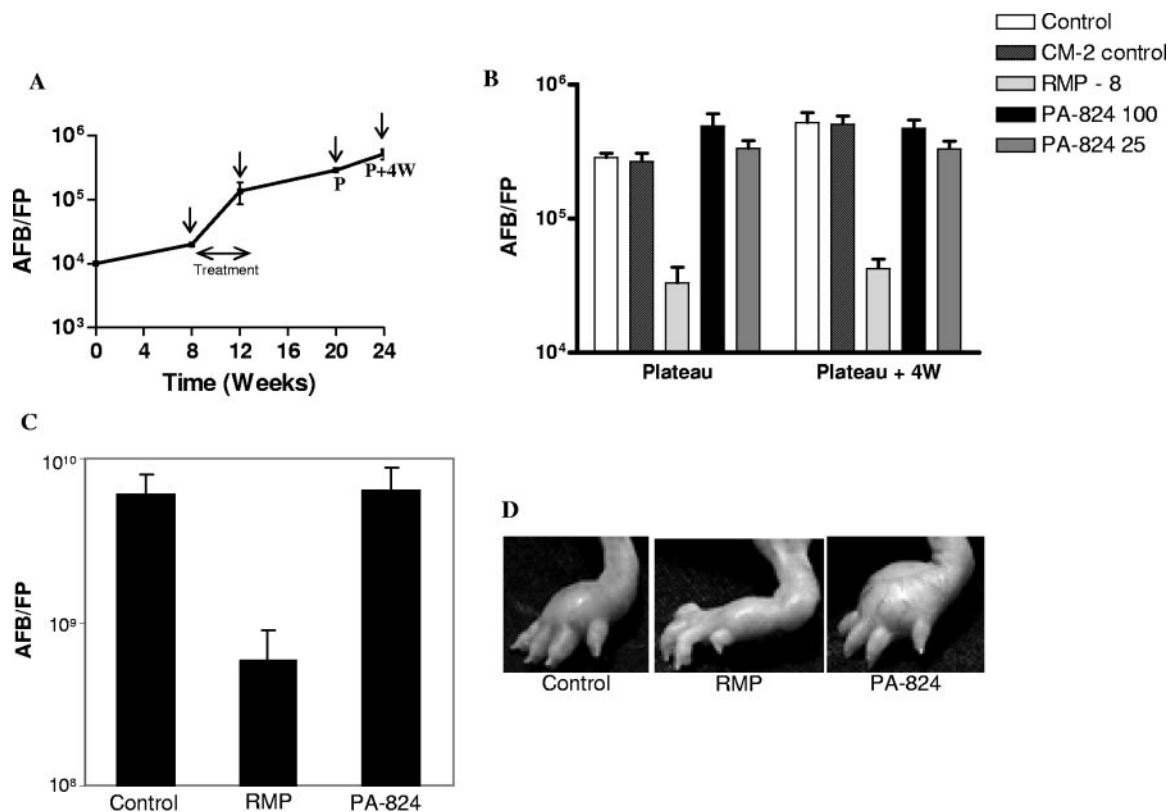 Control
CM-2 control
RMP - 8
PA-824 100
PA-824 25
A
AFB/FP
10⁶
10⁵
10⁴
10³
P
P+4W
Treatment
0 4 8 12 16 20 24
Time (Weeks)
B
AFB/FP
10⁶
10⁵
10⁴
Plateau
Plateau + 4W
C
AFB/FP
10¹⁰
10⁹
10⁸
Control
RMP
PA-824
D
Control
RMP
PA-824